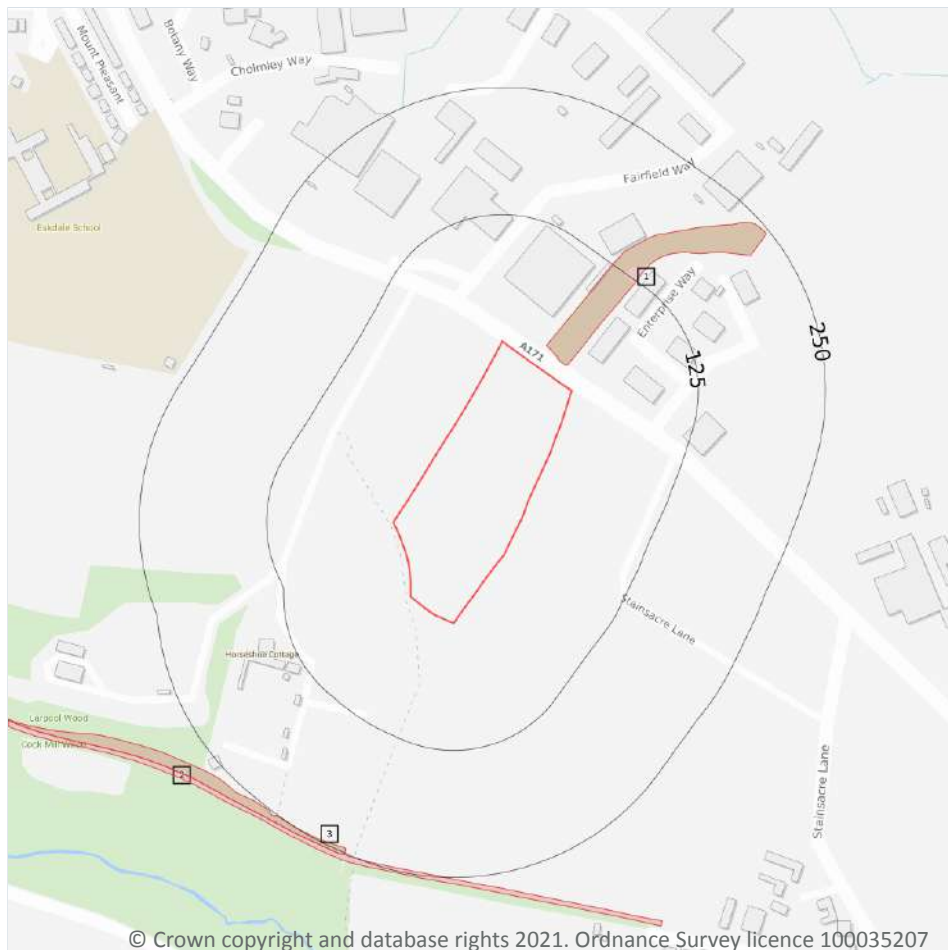 Mount Pleasant
Botany Way
Cholmley Way
Fairfield Way
Eskdale School
1
Enterprise Way
A171
125
250
Stainsacre Lane
Horseshoe Cottage
Larpool Wood
Cock Mill Wood
2
3
Stainsacre Lane
© Crown copyright and database rights 2021. Ordnance Survey licence 100035207